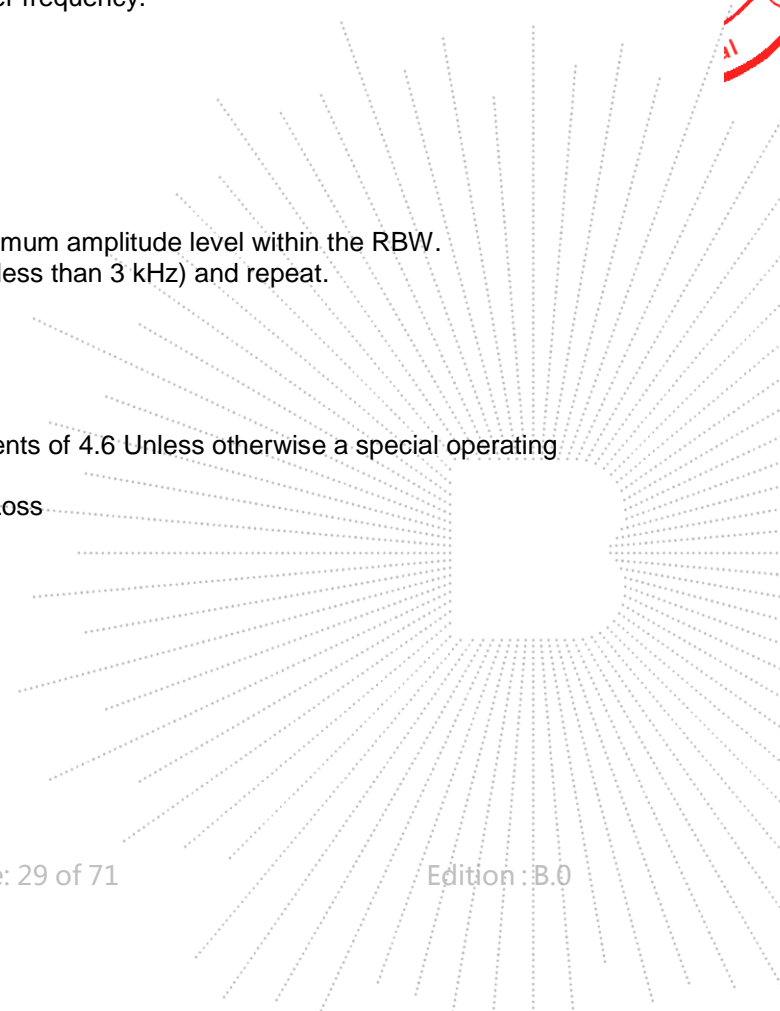 frequency.
mum amplitude level within the RBW.
less than 3 kHz) and repeat.
ents of 4.6 Unless otherwise a special operating
oss
e: 29 of 71 Edition : B.0